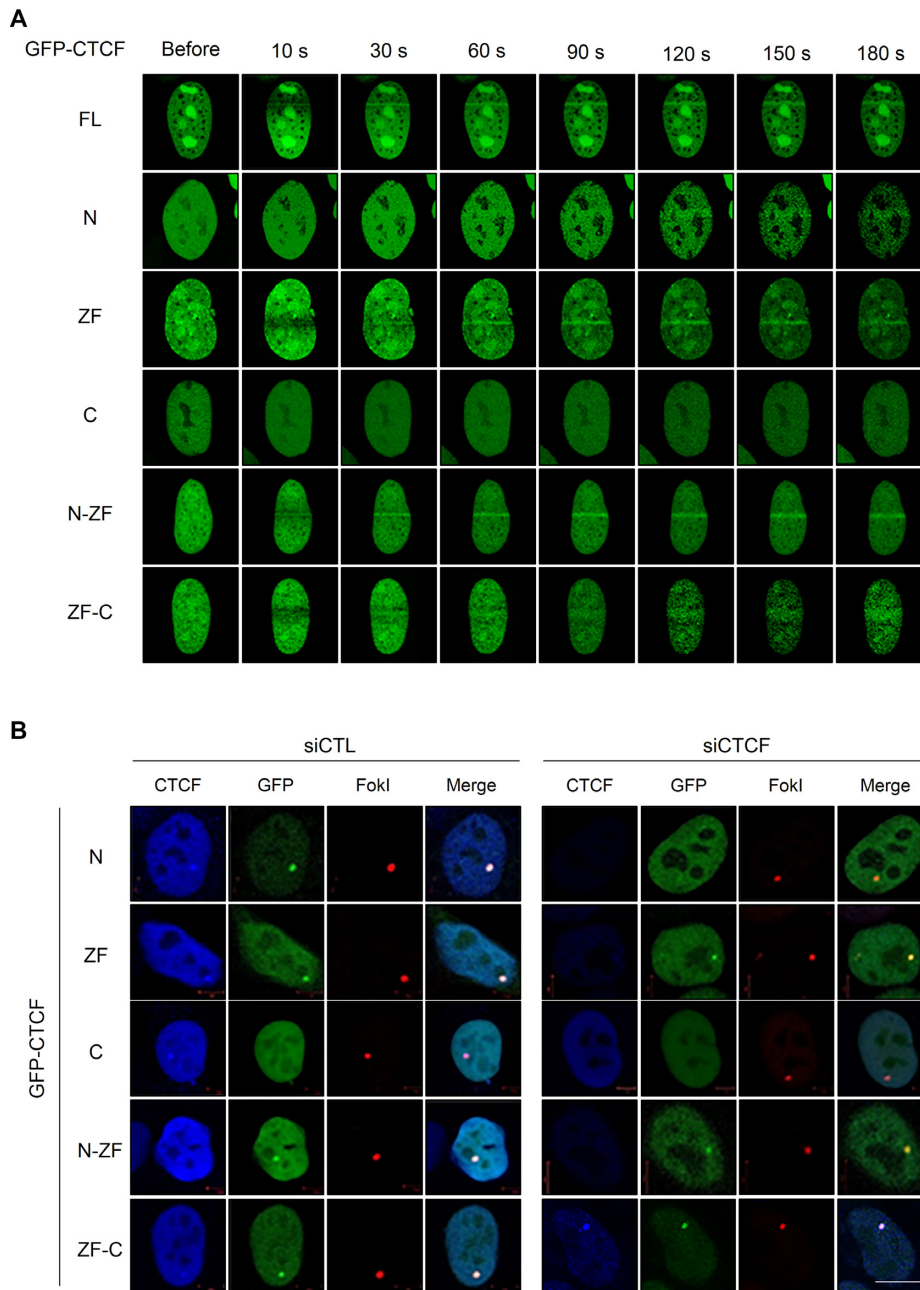 A
GFP-CTCF Before 10 s 30 s 60 s 90 s 120 s 150 s 180 s
FL
N
ZF
C
N-ZF
ZF-C
B
siCTL siCTCF
CTCF GFP FokI Merge CTCF GFP FokI Merge
GFP-CTCF
N
ZF
C
N-ZF
ZF-C